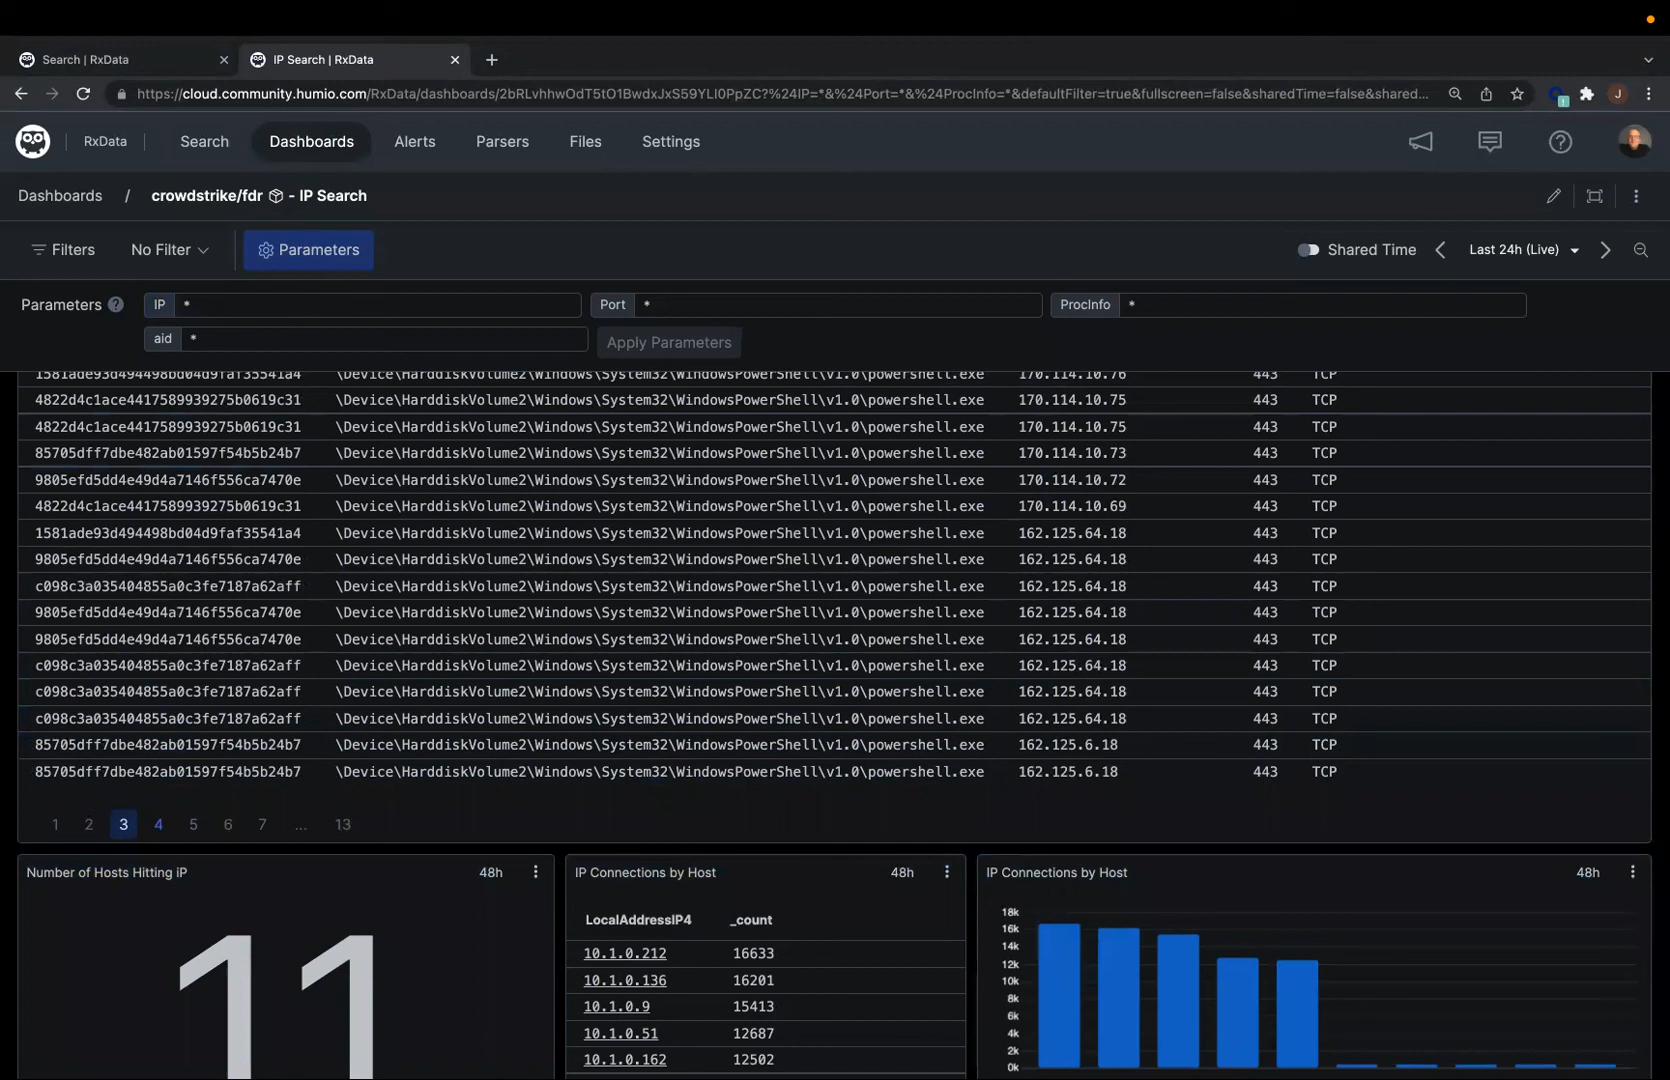 Search | RxData
IP Search | RxData
https://cloud.community.humio.com/RxData/dashboards/2bRLvhhwOdT5tO1BwdxJxS59YLI0PpZC?%24IP=*&%24Port=*&%24ProcInfo=*&defaultFilter=true&fullscreen=false&sharedTime=false&shared...
J
RxData Search Dashboards Alerts Parsers Files Settings
Dashboards / crowdstrike/fdr - IP Search
Filters No Filter Parameters Shared Time Last 24h (Live)
Parameters IP * Port * ProcInfo *
aid * Apply Parameters
1581ade93d494498bd04d9faf35541a4 \Device\HarddiskVolume2\Windows\System32\WindowsPowerShell\v1.0\powershell.exe 170.114.10.76 443 TCP
4822d4c1ace4417589939275b0619c31 \Device\HarddiskVolume2\Windows\System32\WindowsPowerShell\v1.0\powershell.exe 170.114.10.75 443 TCP
4822d4c1ace4417589939275b0619c31 \Device\HarddiskVolume2\Windows\System32\WindowsPowerShell\v1.0\powershell.exe 170.114.10.75 443 TCP
85705dff7dbe482ab01597f54b5b24b7 \Device\HarddiskVolume2\Windows\System32\WindowsPowerShell\v1.0\powershell.exe 170.114.10.73 443 TCP
9805efd5dd4e49d4a7146f556ca7470e \Device\HarddiskVolume2\Windows\System32\WindowsPowerShell\v1.0\powershell.exe 170.114.10.72 443 TCP
4822d4c1ace4417589939275b0619c31 \Device\HarddiskVolume2\Windows\System32\WindowsPowerShell\v1.0\powershell.exe 170.114.10.69 443 TCP
1581ade93d494498bd04d9faf35541a4 \Device\HarddiskVolume2\Windows\System32\WindowsPowerShell\v1.0\powershell.exe 162.125.64.18 443 TCP
9805efd5dd4e49d4a7146f556ca7470e \Device\HarddiskVolume2\Windows\System32\WindowsPowerShell\v1.0\powershell.exe 162.125.64.18 443 TCP
c098c3a035404855a0c3fe7187a62aff \Device\HarddiskVolume2\Windows\System32\WindowsPowerShell\v1.0\powershell.exe 162.125.64.18 443 TCP
9805efd5dd4e49d4a7146f556ca7470e \Device\HarddiskVolume2\Windows\System32\WindowsPowerShell\v1.0\powershell.exe 162.125.64.18 443 TCP
9805efd5dd4e49d4a7146f556ca7470e \Device\HarddiskVolume2\Windows\System32\WindowsPowerShell\v1.0\powershell.exe 162.125.64.18 443 TCP
c098c3a035404855a0c3fe7187a62aff \Device\HarddiskVolume2\Windows\System32\WindowsPowerShell\v1.0\powershell.exe 162.125.64.18 443 TCP
c098c3a035404855a0c3fe7187a62aff \Device\HarddiskVolume2\Windows\System32\WindowsPowerShell\v1.0\powershell.exe 162.125.64.18 443 TCP
c098c3a035404855a0c3fe7187a62aff \Device\HarddiskVolume2\Windows\System32\WindowsPowerShell\v1.0\powershell.exe 162.125.64.18 443 TCP
85705dff7dbe482ab01597f54b5b24b7 \Device\HarddiskVolume2\Windows\System32\WindowsPowerShell\v1.0\powershell.exe 162.125.6.18 443 TCP
85705dff7dbe482ab01597f54b5b24b7 \Device\HarddiskVolume2\Windows\System32\WindowsPowerShell\v1.0\powershell.exe 162.125.6.18 443 TCP
1 2 3 4 5 6 7 ... 13
Number of Hosts Hitting iP 48h
11
IP Connections by Host 48h
LocalAddressIP4 _count
10.1.0.212 16633
10.1.0.136 16201
10.1.0.9 15413
10.1.0.51 12687
10.1.0.162 12502
IP Connections by Host 48h
18k
16k
14k
12k
10k
8k
6k
4k
2k
0k